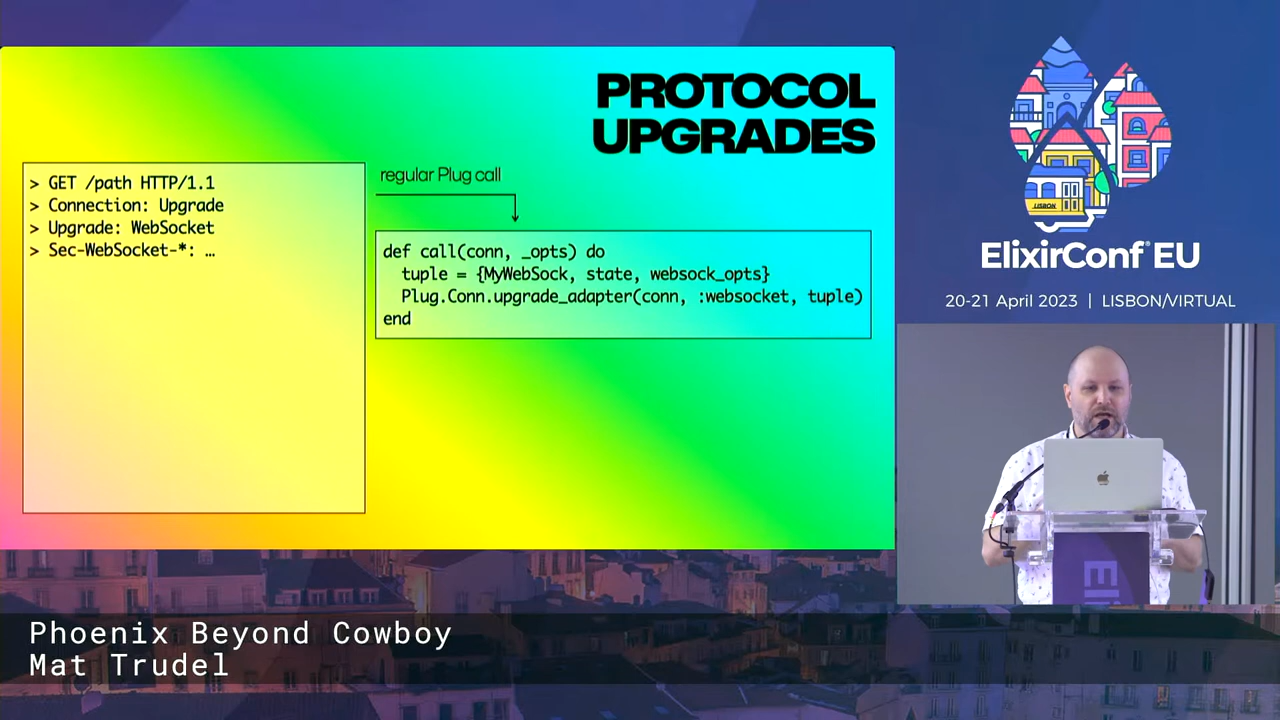 PROTOCOL
UPGRADES
> GET /path HTTP/1.1
> Connection: Upgrade
> Upgrade: WebSocket
> Sec-WebSocket-*: …
regular Plug call
def call(conn, _opts) do
  tuple = {MyWebSock, state, websock_opts}
  Plug.Conn.upgrade_adapter(conn, :websocket, tuple)
end
LISBON
ElixirConf® EU
20-21 April 2023 | LISBON/VIRTUAL
Phoenix Beyond Cowboy
Mat Trudel